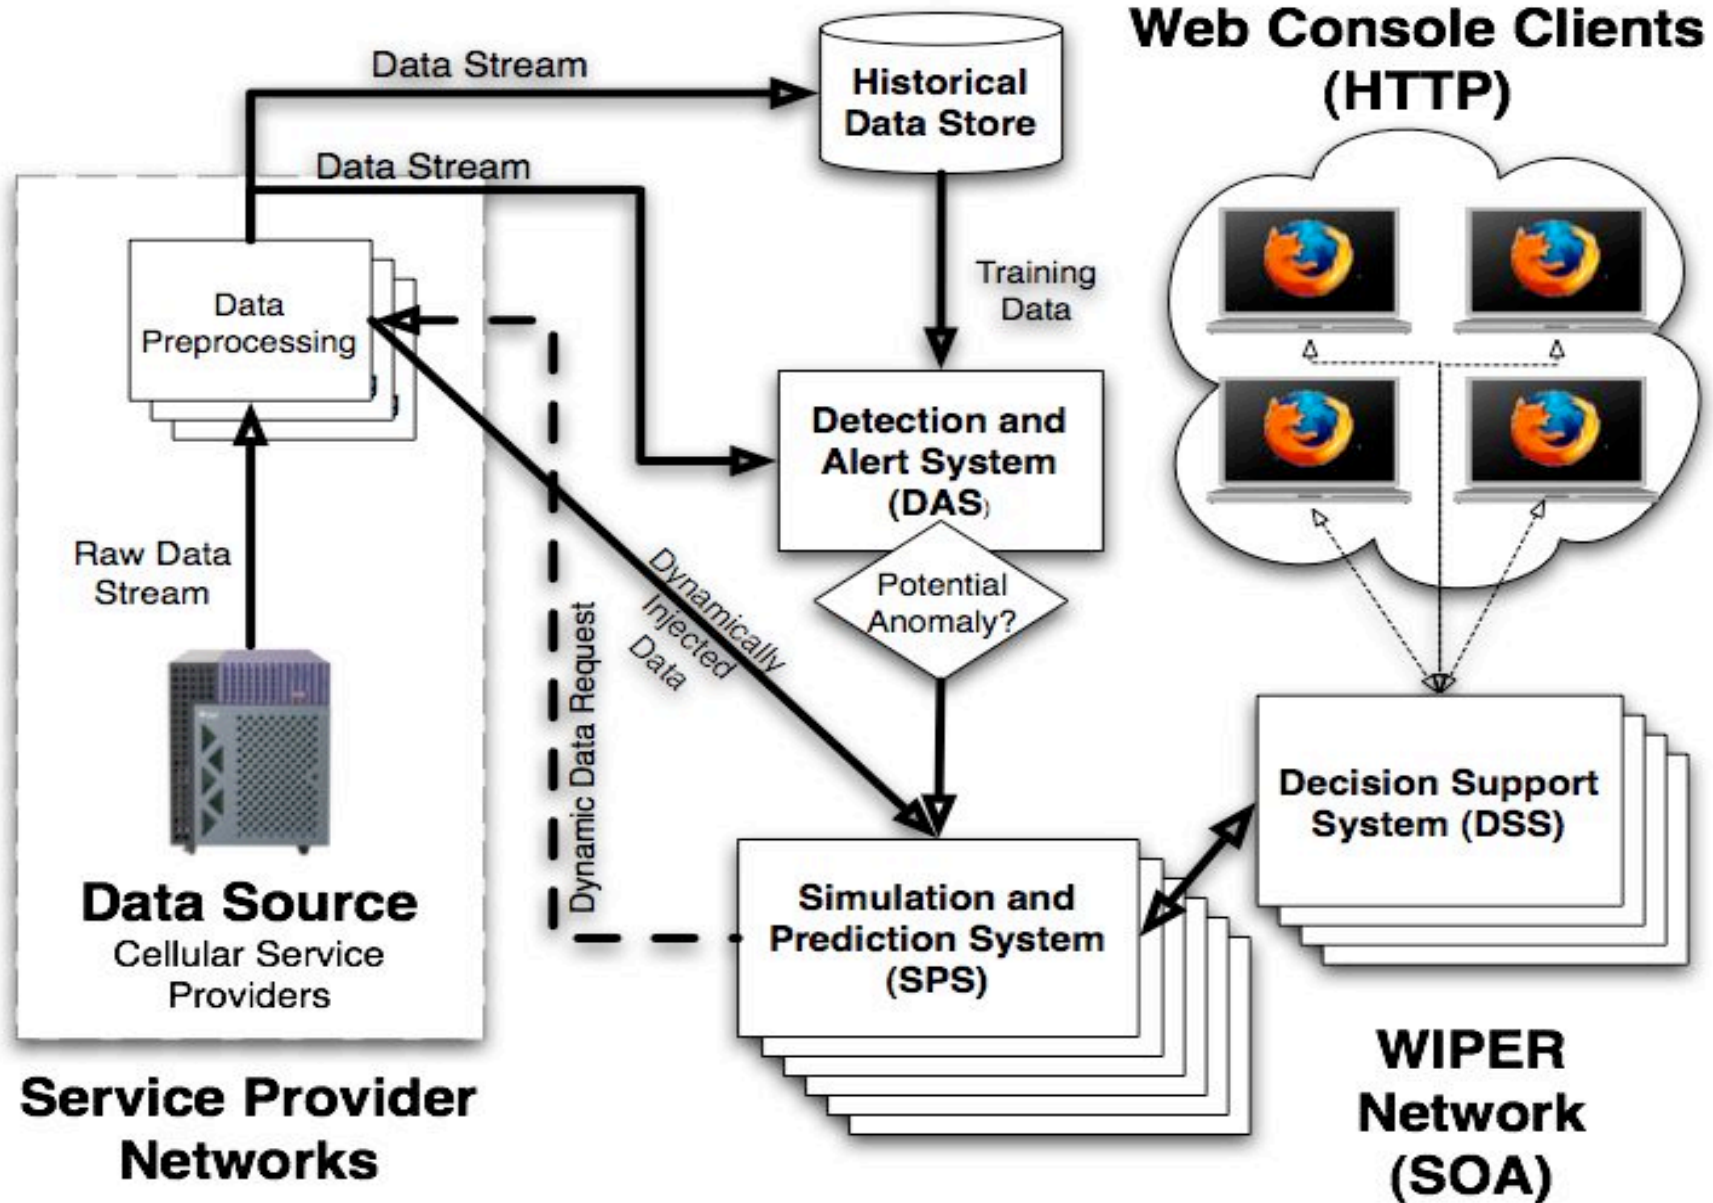 Web Console Clients
(HTTP)
Data Stream
Historical
Data Store
Data Stream
Training
Data
Data
Preprocessing
g
g
Detection and
Alert System
(DAS)
Potential
Anomaly?
Raw Data
Stream
Dynamically
Injected
Data
Dynamic Data Request
Decision Support
System (DSS)
Simulation and
Prediction System
(SPS)
Data Source
Cellular Service
Providers
Service Provider
Networks
WIPER
Network
(SOA)